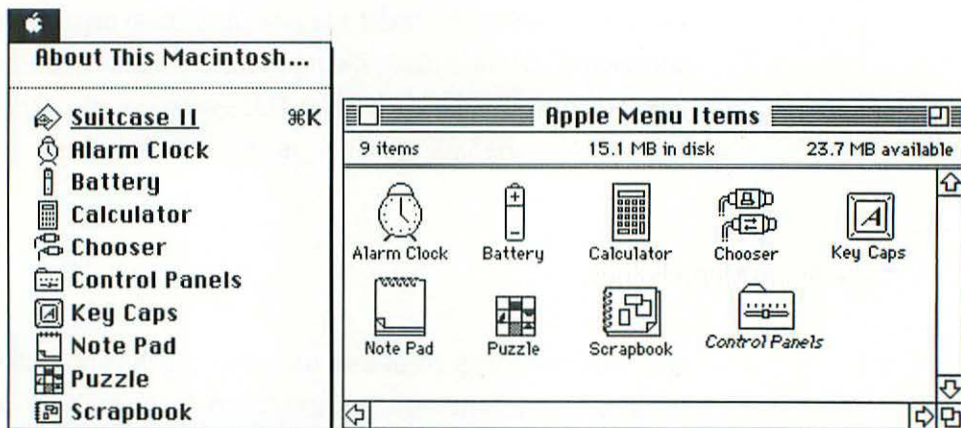 About This Macintosh...
Suitcase II ⌘K
Alarm Clock
Battery
Calculator
Chooser
Control Panels
Key Caps
Note Pad
Puzzle
Scrapbook
Apple Menu Items
9 items 15.1 MB in disk 23.7 MB available
Alarm Clock Battery Calculator Chooser Key Caps
Note Pad Puzzle Scrapbook Control Panels